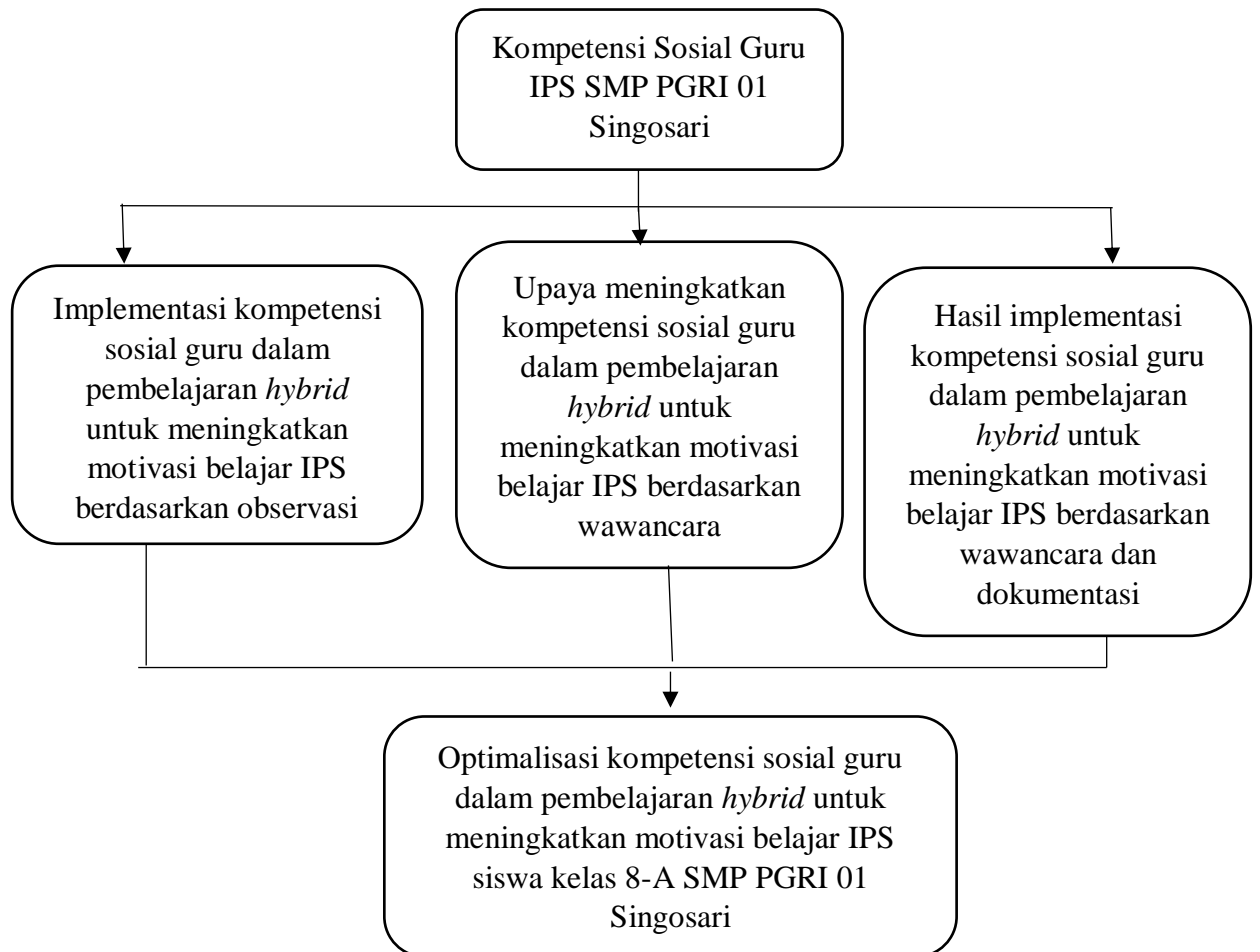 Kompetensi Sosial Guru
IPS SMP PGRI 01
Singosari
Implementasi kompetensi
sosial guru dalam
pembelajaran hybrid
untuk meningkatkan
motivasi belajar IPS
berdasarkan observasi
Upaya meningkatkan
kompetensi sosial guru
dalam pembelajaran
hybrid untuk
meningkatkan motivasi
belajar IPS berdasarkan
wawancara
Hasil implementasi
kompetensi sosial guru
dalam pembelajaran
hybrid untuk
meningkatkan motivasi
belajar IPS berdasarkan
wawancara dan
dokumentasi
Optimalisasi kompetensi sosial guru
dalam pembelajaran hybrid untuk
meningkatkan motivasi belajar IPS
siswa kelas 8-A SMP PGRI 01
Singosari